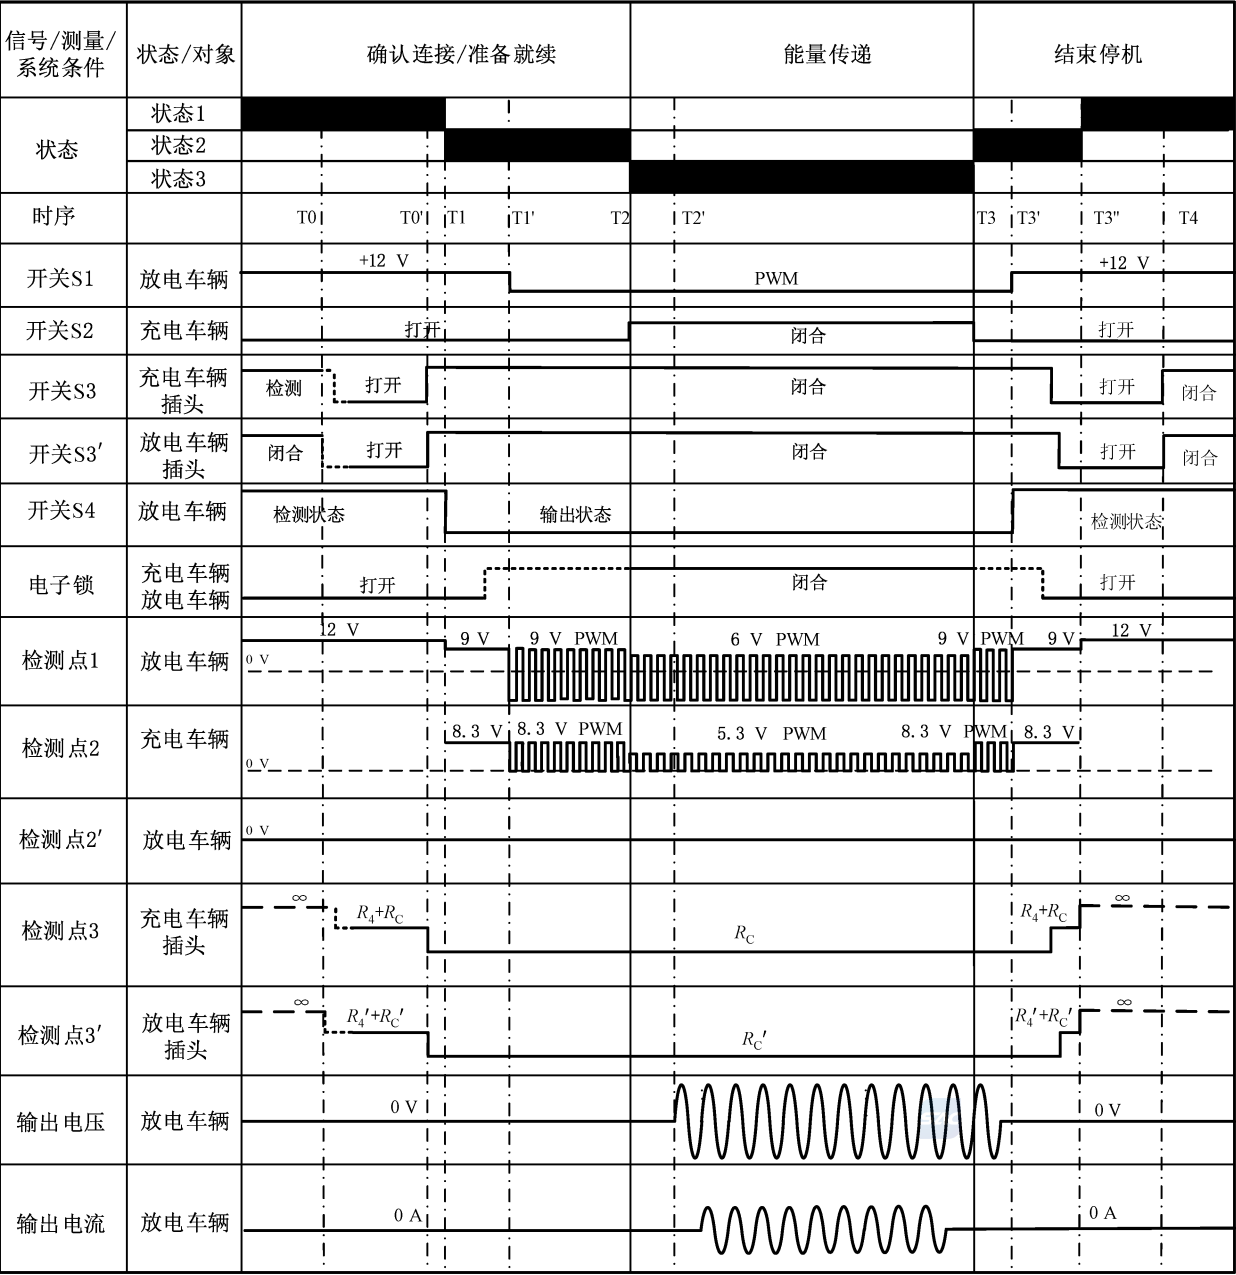 信号/测量/
系统条件
状态/对象
确认连接/准备就续
能量传递
结束停机
状态
状态1
状态2
状态3
时序
T0
T0'
T1
T1'
T2
T2'
T3
T3'
T3"
T4
开关S1
放电车辆
+12 V
PWM
+12 V
开关S2
充电车辆
打开
闭合
打开
开关S3
充电车辆
插头
检测
打开
闭合
打开
闭合
开关S3′
放电车辆
插头
闭合
打开
闭合
打开
闭合
开关S4
放电车辆
检测状态
输出状态
检测状态
电子锁
充电车辆
放电车辆
打开
闭合
打开
检测点1
放电车辆
12 V
0 V
9 V
9 V PWM
6 V PWM
9 V PWM
9 V
12 V
检测点2
充电车辆
0 V
8.3 V
8.3 V PWM
5.3 V PWM
8.3 V PWM
8.3 V
检测点2′
放电车辆
0 V
检测点3
充电车辆
插头
∞
R4+RC
RC
R4+RC
∞
检测点3′
放电车辆
插头
∞
R4′+RC′
RC′
R4′+RC′
∞
输出电压
放电车辆
0 V
0 V
输出电流
放电车辆
0 A
0 A